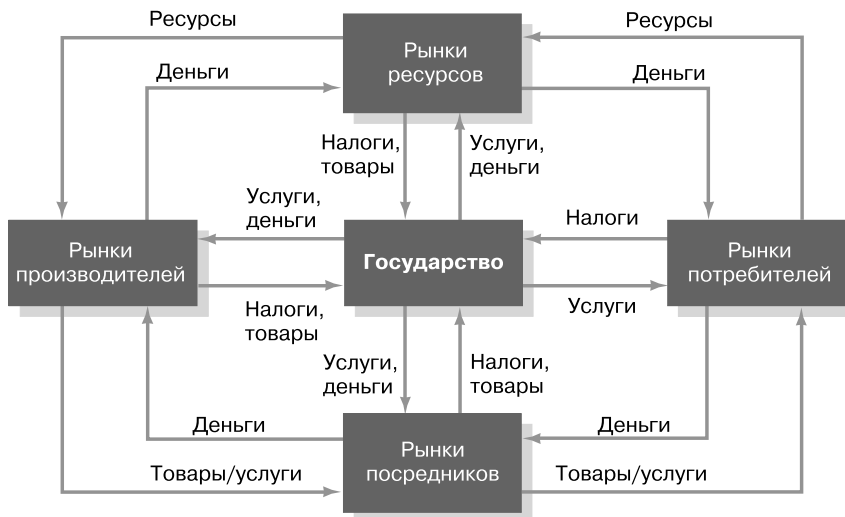 Ресурсы
Ресурсы
Рынки
ресурсов
Деньги
Деньги
Налоги,
товары
Услуги,
деньги
Услуги,
деньги
Налоги
Рынки
производителей
Государство
Рынки
потребителей
Налоги,
товары
Услуги
Услуги,
деньги
Налоги,
товары
Деньги
Деньги
Рынки
посредников
Товары/услуги
Товары/услуги